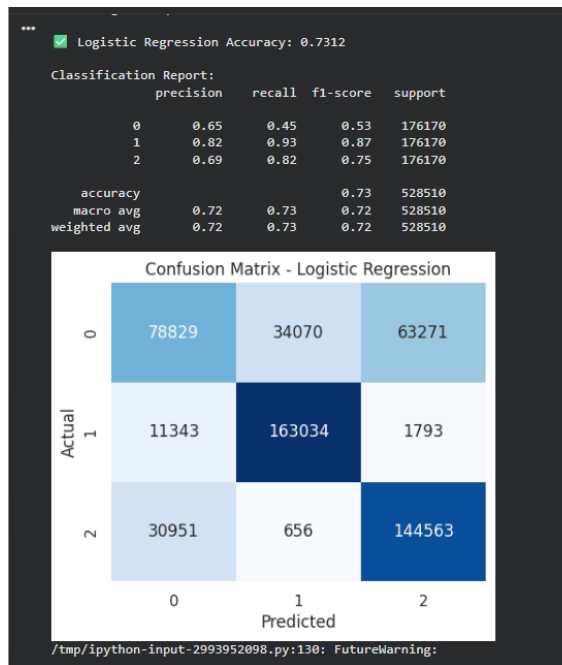 ...
✅ Logistic Regression Accuracy: 0.7312
Classification Report:
precision recall f1-score support
0 0.65 0.45 0.53 176170
1 0.82 0.93 0.87 176170
2 0.69 0.82 0.75 176170
accuracy 0.73 528510
macro avg 0.72 0.73 0.72 528510
weighted avg 0.72 0.73 0.72 528510
Confusion Matrix - Logistic Regression
0 78829 34070 63271
Actual
1 11343 163034 1793
2 30951 656 144563
0 1 2
Predicted
/tmp/ipython-input-2993952098.py:130: FutureWarning: